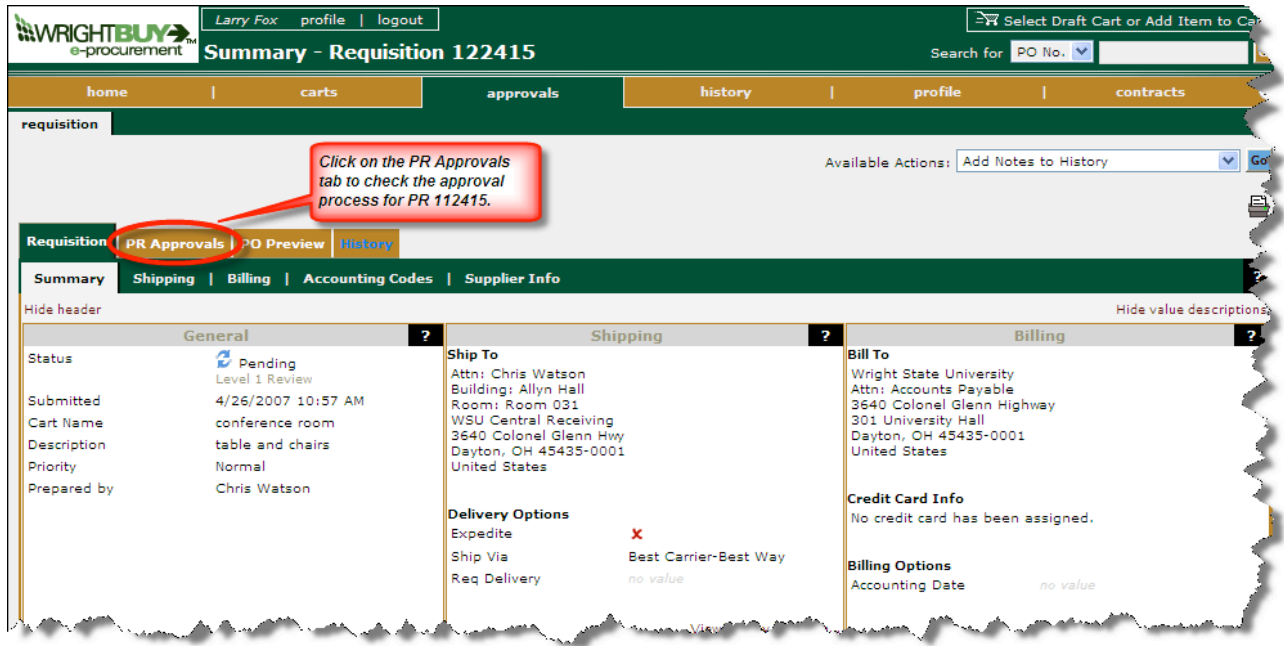 WRIGHTBUY TM
e-procurement
Larry Fox profile | logout
Select Draft Cart or Add Item to
Summary - Requisition 122415
Search for PO No.
home | carts approvals history | profile | contracts
requisition
Click on the PR Approvals
tab to check the approval
process for PR 112415.
Available Actions: Add Notes to History Go
Requisition PR Approvals PO Preview History
Summary Shipping | Billing | Accounting Codes | Supplier Info ?
Hide header Hide value descriptions
General ? Shipping ? Billing ?
Status Pending
Level 1 Review
Submitted 4/26/2007 10:57 AM
Cart Name conference room
Description table and chairs
Priority Normal
Prepared by Chris Watson
Ship To
Attn: Chris Watson
Building: Allyn Hall
Room: Room 031
WSU Central Receiving
3640 Colonel Glenn Hwy
Dayton, OH 45435-0001
United States
Delivery Options
Expedite
Ship Via Best Carrier-Best Way
Req Delivery no value
Bill To
Wright State University
Attn: Accounts Payable
3640 Colonel Glenn Highway
301 University Hall
Dayton, OH 45435-0001
United States
Credit Card Info
No credit card has been assigned.
Billing Options
Accounting Date no value